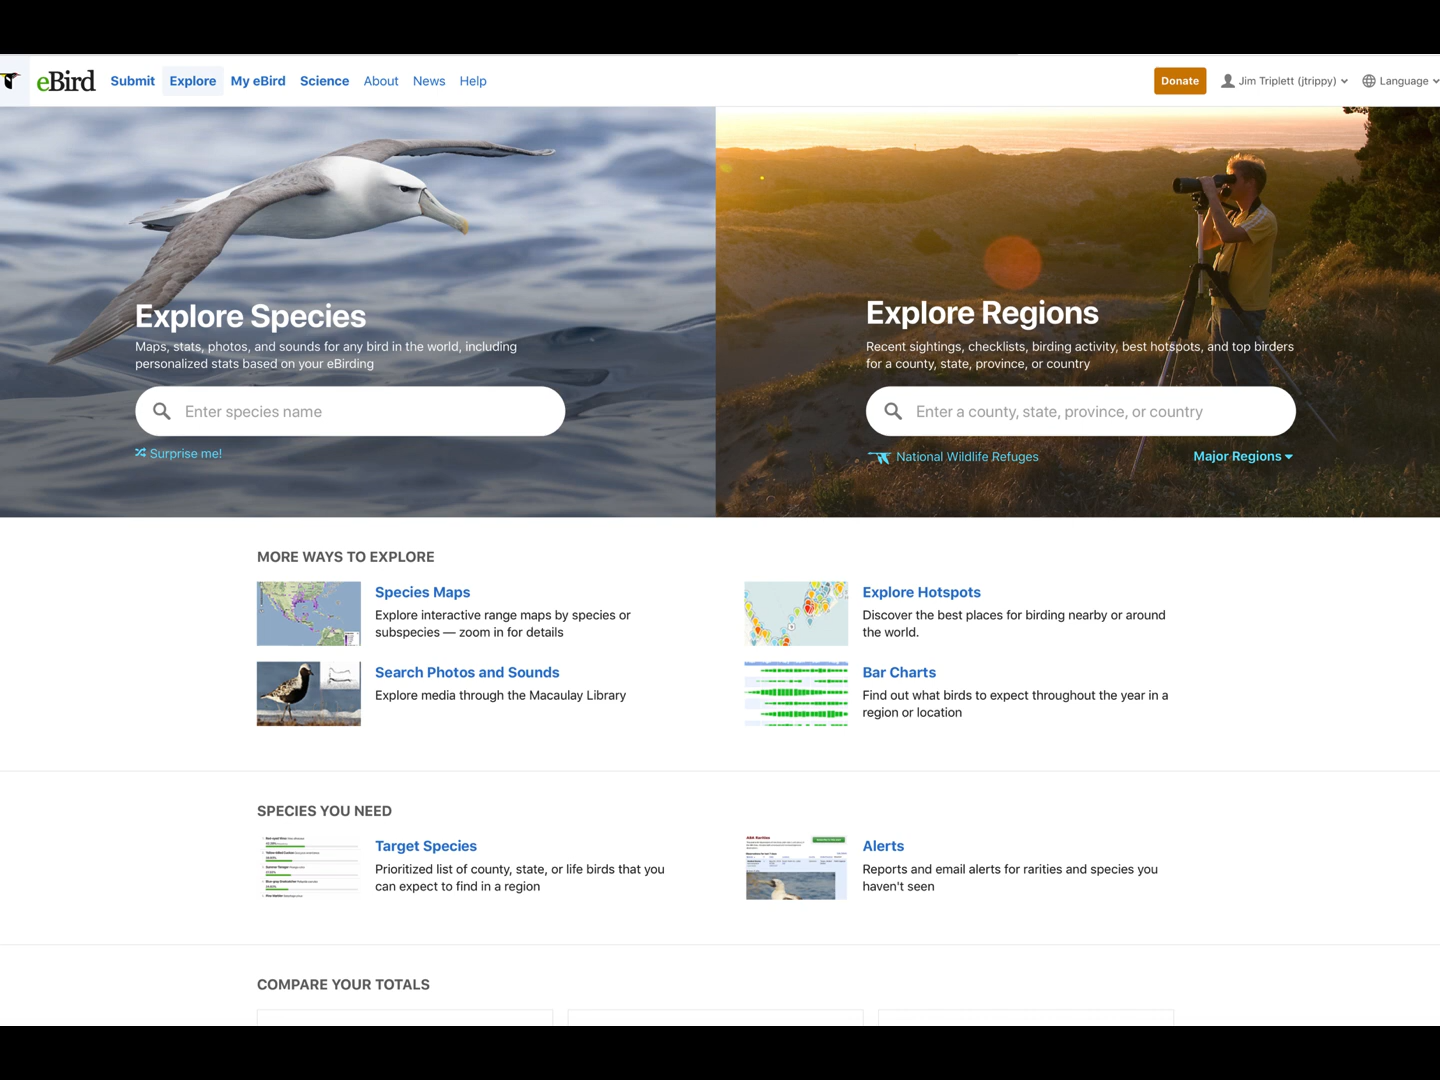 eBird Submit Explore My eBird Science About News Help Donate Jim Triplett (jtrippy) Language
Explore Species
Maps, stats, photos, and sounds for any bird in the world, including
personalized stats based on your eBirding
Enter species name
Surprise me!
Explore Regions
Recent sightings, checklists, birding activity, best hotspots, and top birders
for a county, state, province, or country
Enter a county, state, province, or country
National Wildlife Refuges
Major Regions
MORE WAYS TO EXPLORE
Species Maps
Explore interactive range maps by species or
subspecies — zoom in for details
Explore Hotspots
Discover the best places for birding nearby or around
the world.
Search Photos and Sounds
Explore media through the Macaulay Library
Bar Charts
Find out what birds to expect throughout the year in a
region or location
SPECIES YOU NEED
Target Species
Prioritized list of county, state, or life birds that you
can expect to find in a region
Alerts
Reports and email alerts for rarities and species you
haven't seen
COMPARE YOUR TOTALS